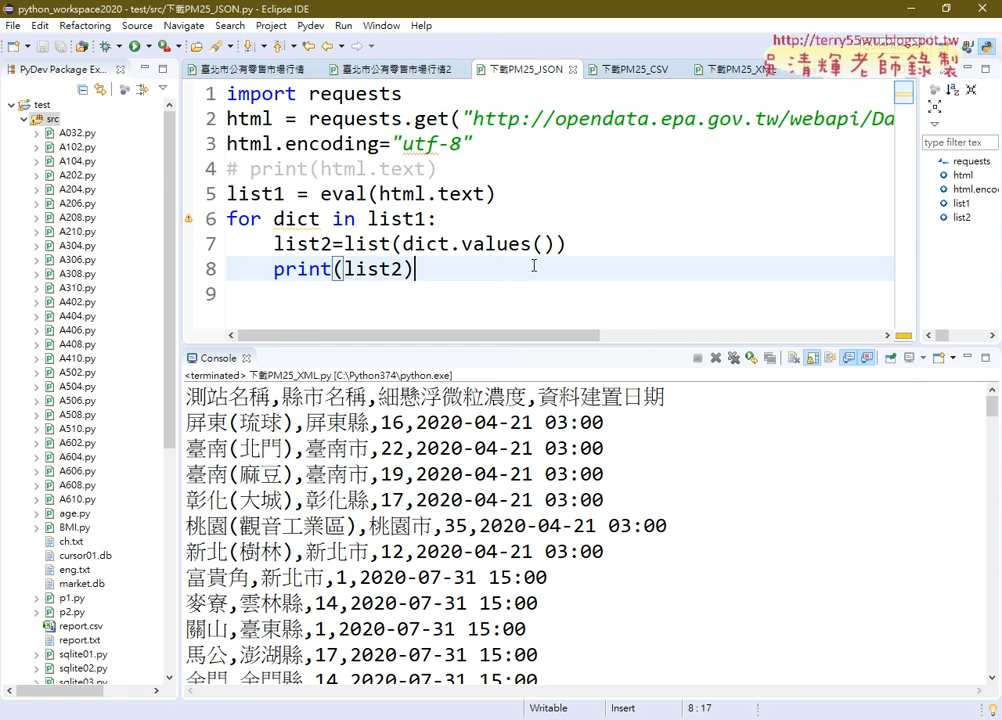 python_workspace2020 - test/src/下載PM25_JSON.py - Eclipse IDE
File Edit Refactoring Source Navigate Search Project Pydev Run Window Help
http://terry55wu.blogspot.tw
吳清輝老師錄製
PyDev Package Ex...
臺北市公有零售市場行情
臺北市公有零售市場行情2
下載PM25_JSON
下載PM25_CSV
下載PM25_XML
test
src
A032.py
A102.py
A104.py
A202.py
A204.py
A206.py
A208.py
A210.py
A304.py
A306.py
A308.py
A310.py
A402.py
A404.py
A406.py
A408.py
A410.py
A502.py
A504.py
A506.py
A508.py
A510.py
A602.py
A604.py
A606.py
A608.py
A610.py
age.py
BMI.py
ch.txt
cursor01.db
eng.txt
market.db
p1.py
p2.py
report.csv
report.txt
sqlite01.py
sqlite02.py
sqlite03.py
1 import requests
2 html = requests.get("http://opendata.epa.gov.tw/webapi/Da
3 html.encoding="utf-8"
4 # print(html.text)
5 list1 = eval(html.text)
6 for dict in list1:
7 list2=list(dict.values())
8 print(list2)
9
type filter tex
requests
html
html.enco
list1
list2
Console
<terminated> 下載PM25_XML.py [C:\Python374\python.exe]
測站名稱,縣市名稱,細懸浮微粒濃度,資料建置日期
屏東(琉球),屏東縣,16,2020-04-21 03:00
臺南(北門),臺南市,22,2020-04-21 03:00
臺南(麻豆),臺南市,19,2020-04-21 03:00
彰化(大城),彰化縣,17,2020-04-21 03:00
桃園(觀音工業區),桃園市,35,2020-04-21 03:00
新北(樹林),新北市,12,2020-04-21 03:00
富貴角,新北市,1,2020-07-31 15:00
麥寮,雲林縣,14,2020-07-31 15:00
關山,臺東縣,1,2020-07-31 15:00
馬公,澎湖縣,17,2020-07-31 15:00
金門,金門縣,14,2020-07-31 15:00
Writable Insert 8:17